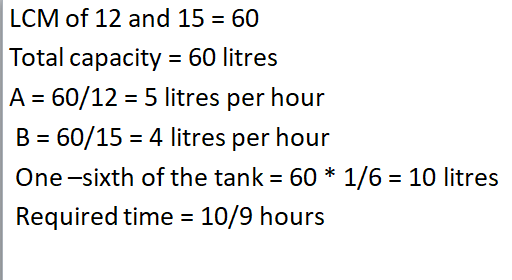 LCM of 12 and 15 = 60
Total capacity = 60 litres
A = 60/12 = 5 litres per hour
B = 60/15 = 4 litres per hour
One –sixth of the tank = 60 * 1/6 = 10 litres
Required time = 10/9 hours